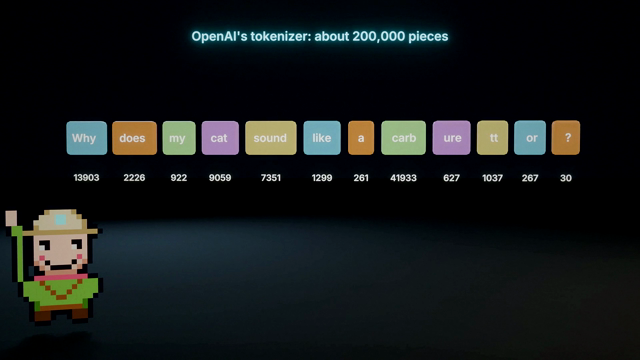 OpenAI's tokenizer: about 200,000 pieces
Why does my cat sound like a carb ure tt or ?
13903 2226 922 9059 7351 1299 261 41933 627 1037 267 30